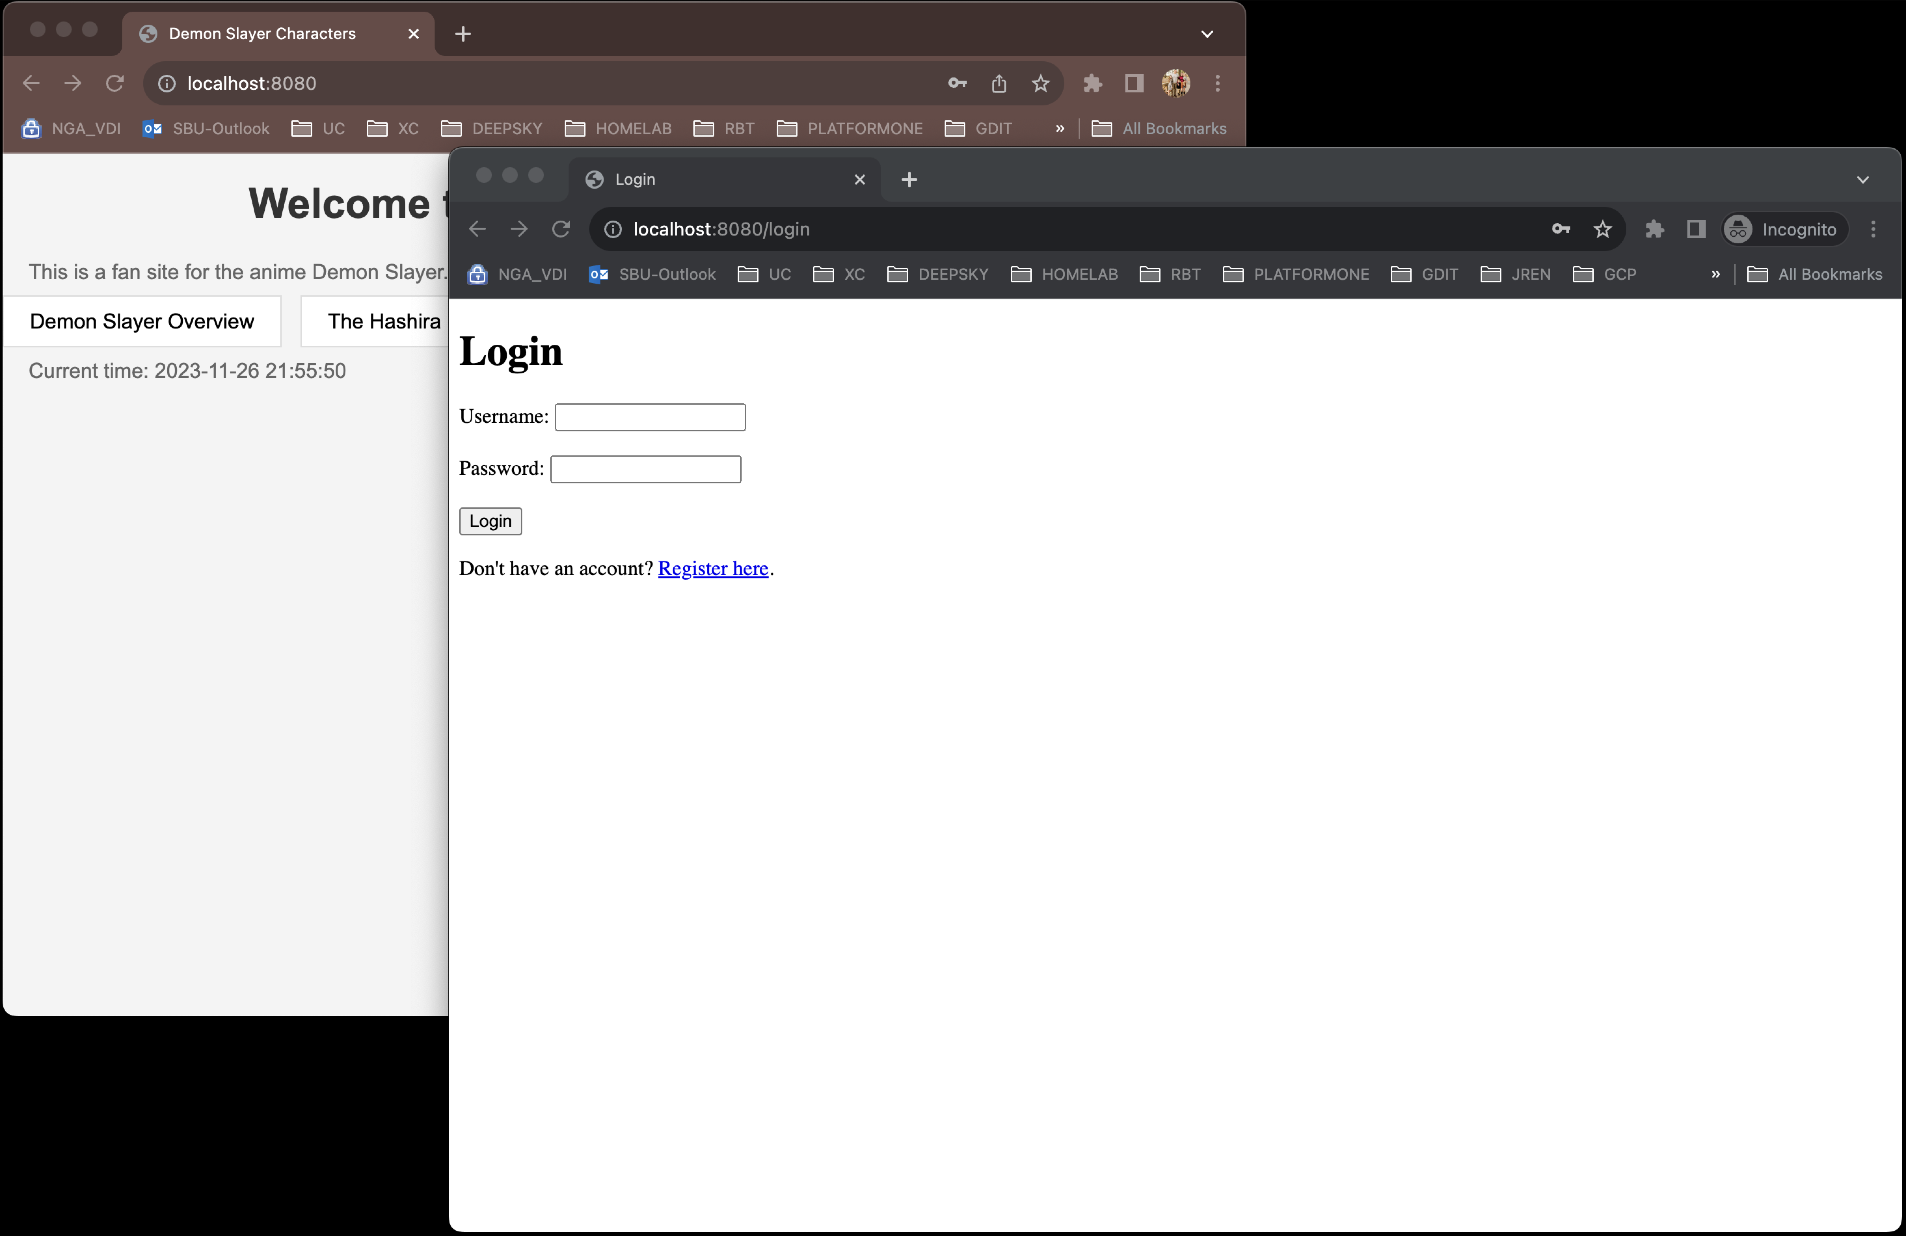 Demon Slayer Characters
localhost:8080
NGA_VDI SBU-Outlook UC XC DEEPSKY HOMELAB RBT PLATFORMONE GDIT » All Bookmarks
Welcome
This is a fan site for the anime Demon Slayer.
Demon Slayer Overview The Hashira
Current time: 2023-11-26 21:55:50
Login
localhost:8080/login Incognito
NGA_VDI SBU-Outlook UC XC DEEPSKY HOMELAB RBT PLATFORMONE GDIT JREN GCP » All Bookmarks
Login
Username:
Password:
Login
Don't have an account? Register here.